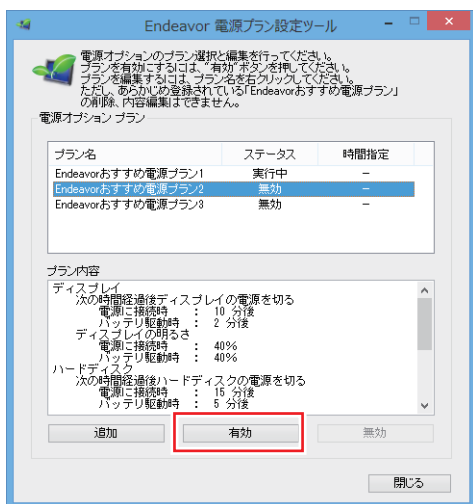 Endeavor 電源プラン設定ツール
電源オプションのプラン選択と編集を行ってください。
プランを有効にするには、"有効"ボタンを押してください。
プランを編集するには、プラン名を右クリックしてください。
ただし、あらかじめ登録されている「Endeavorおすすめ電源プラン」
の削除、内容編集はできません。
電源オプション プラン
プラン名 ステータス 時間指定
Endeavorおすすめ電源プラン1 実行中 −
Endeavorおすすめ電源プラン2 無効 −
Endeavorおすすめ電源プラン3 無効 −
プラン内容
ディスプレイ
次の時間経過後ディスプレイの電源を切る
電源に接続時 : 10 分後
バッテリ駆動時 : 2 分後
ディスプレイの明るさ
電源に接続時 : 40%
バッテリ駆動時 : 40%
ハードディスク
次の時間経過後ハードディスクの電源を切る
電源に接続時 : 15 分後
バッテリ駆動時 : 5 分後
追加 有効 無効
閉じる